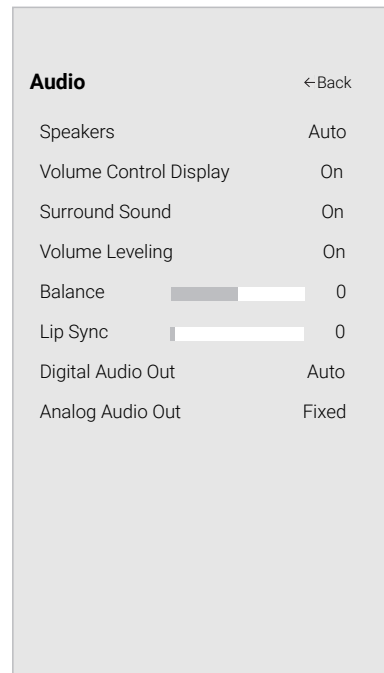 Audio ←Back
Speakers Auto
Volume Control Display On
Surround Sound On
Volume Leveling On
Balance 0
Lip Sync 0
Digital Audio Out Auto
Analog Audio Out Fixed